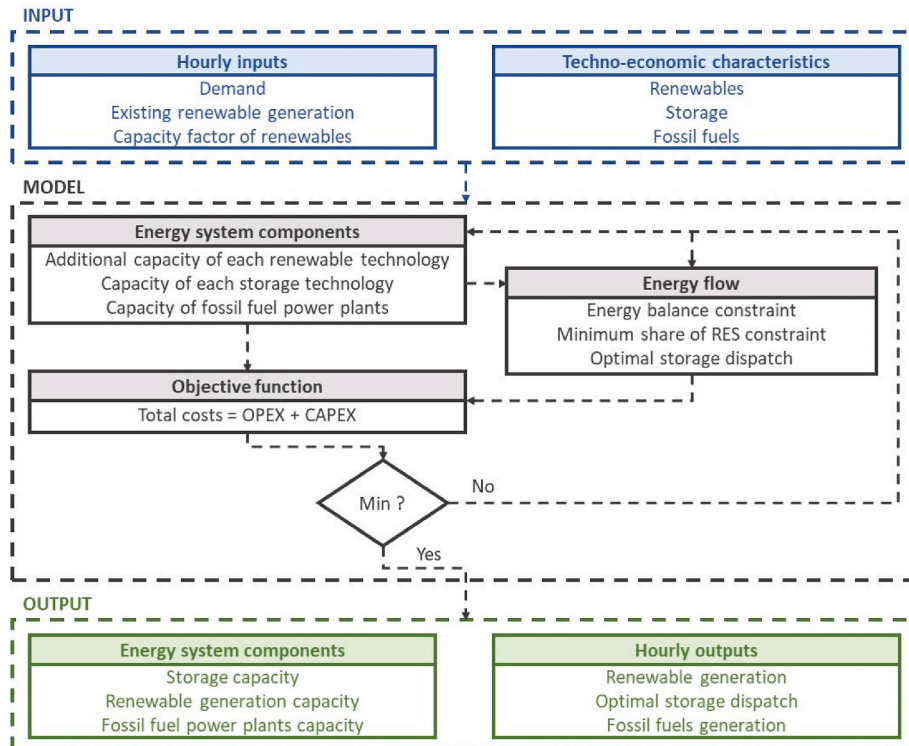 INPUT
Hourly inputs
Demand
Existing renewable generation
Capacity factor of renewables
Techno-economic characteristics
Renewables
Storage
Fossil fuels
MODEL
Energy system components
Additional capacity of each renewable technology
Capacity of each storage technology
Capacity of fossil fuel power plants
Energy flow
Energy balance constraint
Minimum share of RES constraint
Optimal storage dispatch
Objective function
Total costs = OPEX + CAPEX
Min ?
No
Yes
OUTPUT
Energy system components
Storage capacity
Renewable generation capacity
Fossil fuel power plants capacity
Hourly outputs
Renewable generation
Optimal storage dispatch
Fossil fuels generation